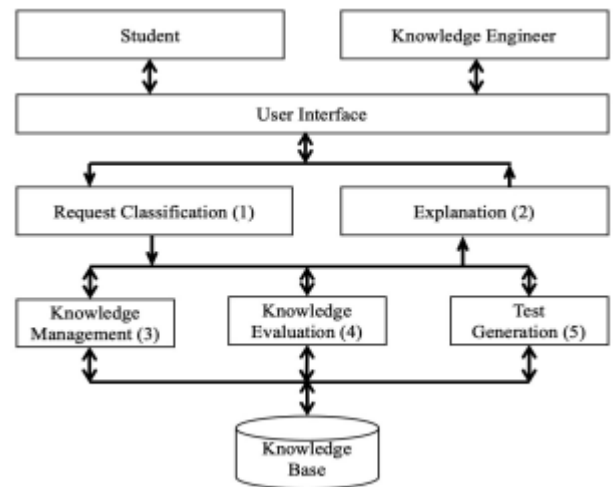 Student
Knowledge Engineer
User Interface
Request Classification (1)
Explanation (2)
Knowledge
Management (3)
Knowledge
Evaluation (4)
Test
Generation (5)
Knowledge
Base